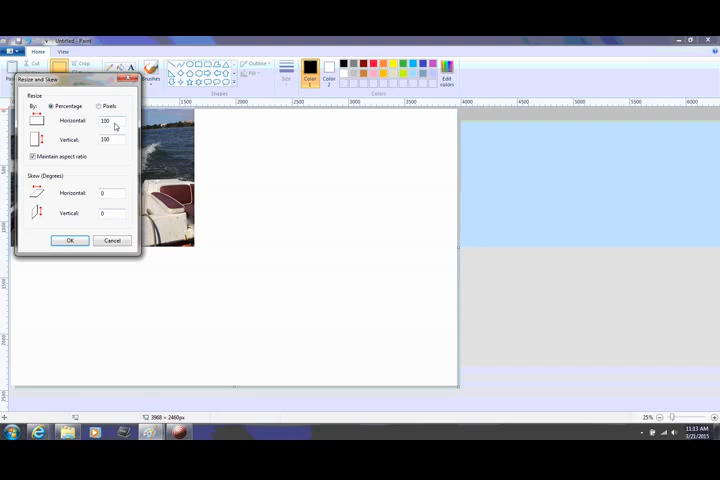 Untitled - Paint
Home
View
Cut
Crop
Resize and Skew
Brushes
Outline
Fill
Shapes
Size
Color
1
Color
2
Edit
colors
Colors
1500
2000
2500
3000
3500
4000
4500
5000
5500
6000
Resize
By:
Percentage
Pixels
Horizontal:
100
Vertical:
100
Maintain aspect ratio
Skew (Degrees)
Horizontal:
0
Vertical:
0
OK
Cancel
3968 × 2460px
25%
11:13 AM
3/21/2015